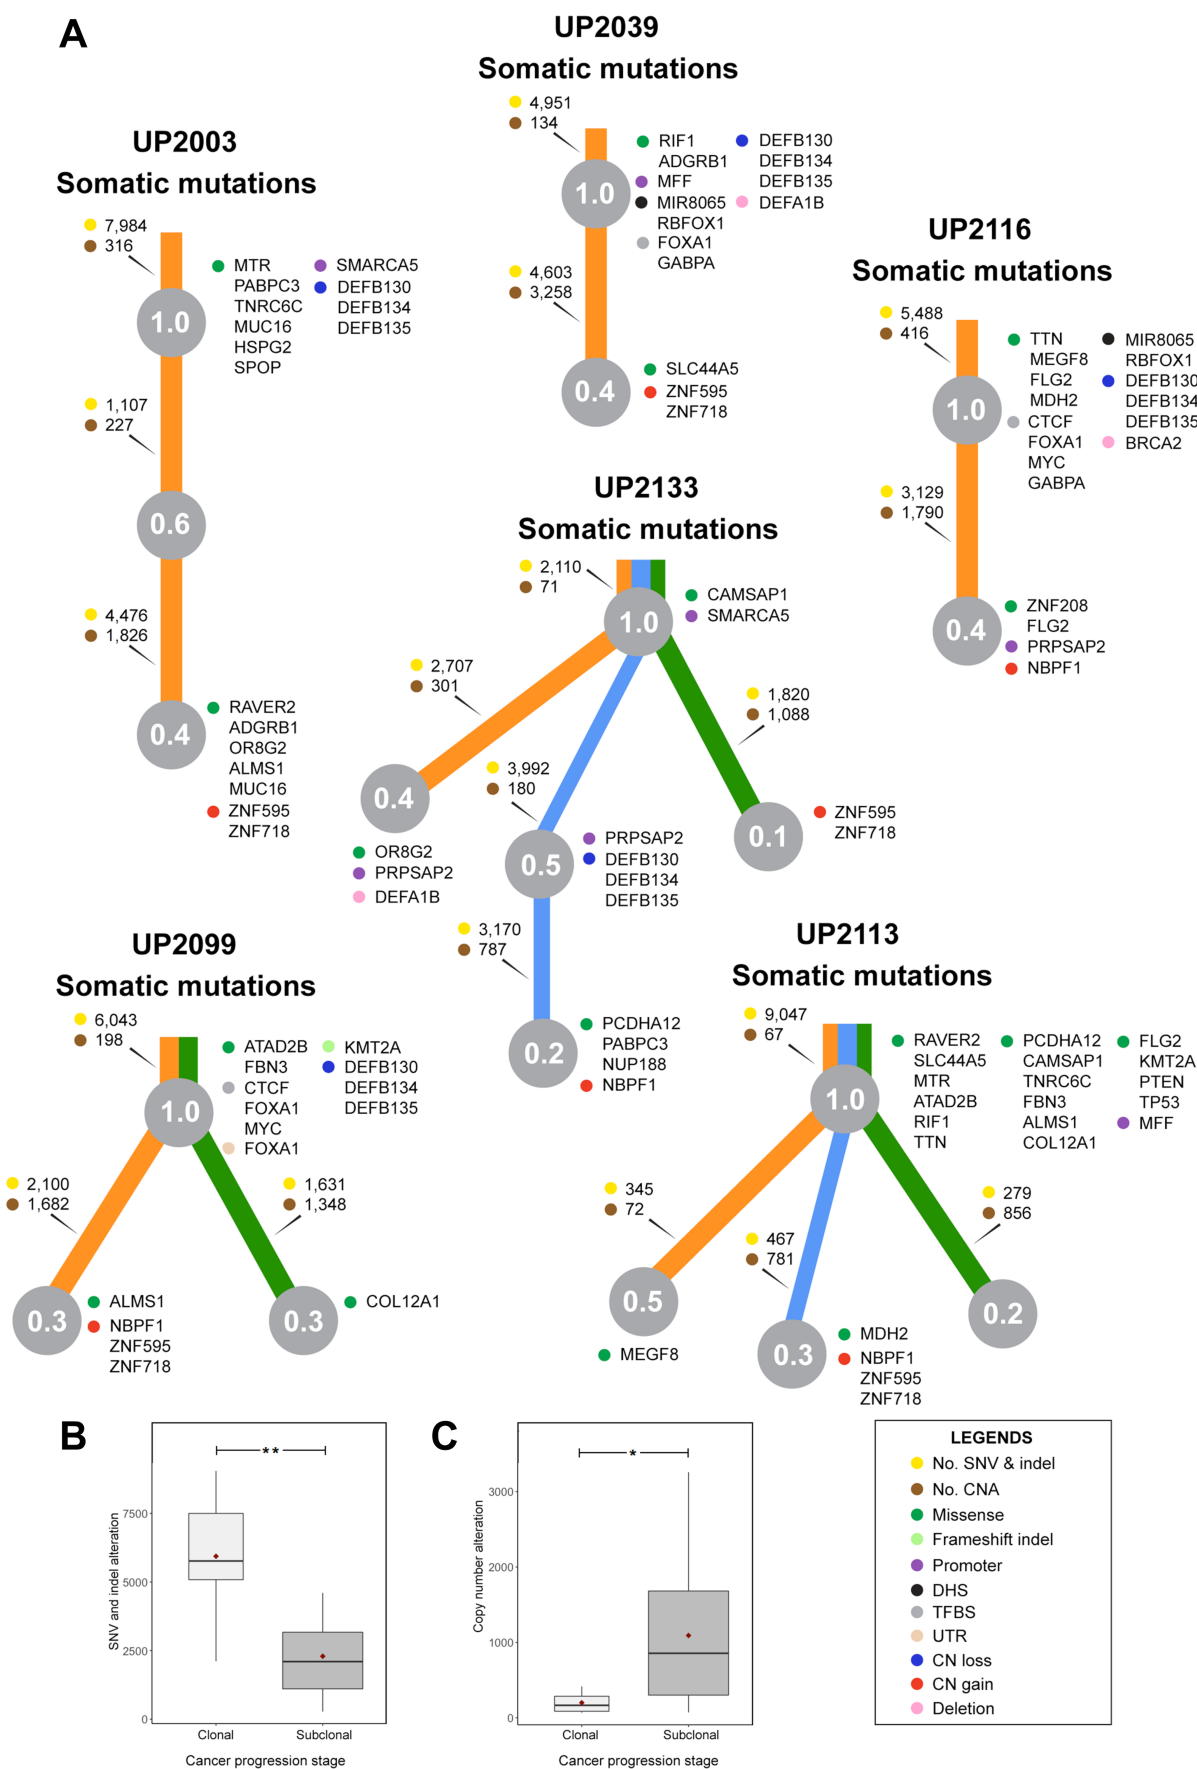 A
UP2039
Somatic mutations
4,951
134
1.0
RIF1
ADGRB1
MFF
MIR8065
RBFOX1
FOXA1
GABPA
DEFB130
DEFB134
DEFB135
DEFA1B
4,603
3,258
0.4
SLC44A5
ZNF595
ZNF718
UP2003
Somatic mutations
7,984
316
1.0
MTR
PABPC3
TNRC6C
MUC16
HSPG2
SPOP
SMARCA5
DEFB130
DEFB134
DEFB135
1,107
227
0.6
4,476
1,826
0.4
RAVER2
ADGRB1
OR8G2
ALMS1
MUC16
ZNF595
ZNF718
UP2116
Somatic mutations
5,488
416
1.0
TTN
MEGF8
FLG2
MDH2
CTCF
FOXA1
MYC
GABPA
MIR8065
RBFOX1
DEFB130
DEFB134
DEFB135
BRCA2
3,129
1,790
0.4
ZNF208
FLG2
PRPSAP2
NBPF1
UP2133
Somatic mutations
2,110
71
1.0
CAMSAP1
SMARCA5
2,707
301
0.4
OR8G2
PRPSAP2
DEFA1B
3,992
180
0.5
PRPSAP2
DEFB130
DEFB134
DEFB135
3,170
787
0.2
PCDHA12
PABPC3
NUP188
NBPF1
1,820
1,088
0.1
ZNF595
ZNF718
UP2099
Somatic mutations
6,043
198
1.0
ATAD2B
FBN3
CTCF
FOXA1
MYC
FOXA1
KMT2A
DEFB130
DEFB134
DEFB135
2,100
1,682
0.3
ALMS1
NBPF1
ZNF595
ZNF718
1,631
1,348
0.3
COL12A1
UP2113
Somatic mutations
9,047
67
1.0
RAVER2
SLC44A5
MTR
ATAD2B
RIF1
TTN
PCDHA12
CAMSAP1
TNRC6C
FBN3
ALMS1
COL12A1
FLG2
KMT2A
PTEN
TP53
MFF
345
72
0.5
MEGF8
467
781
0.3
MDH2
NBPF1
ZNF595
ZNF718
279
856
0.2
B
**
SNV and indel alteration
7500
5000
2500
0
Clonal
Subclonal
Cancer progression stage
C
*
Copy number alteration
3000
2000
1000
0
Clonal
Subclonal
Cancer progression stage
LEGENDS
No. SNV & indel
No. CNA
Missense
Frameshift indel
Promoter
DHS
TFBS
UTR
CN loss
CN gain
Deletion